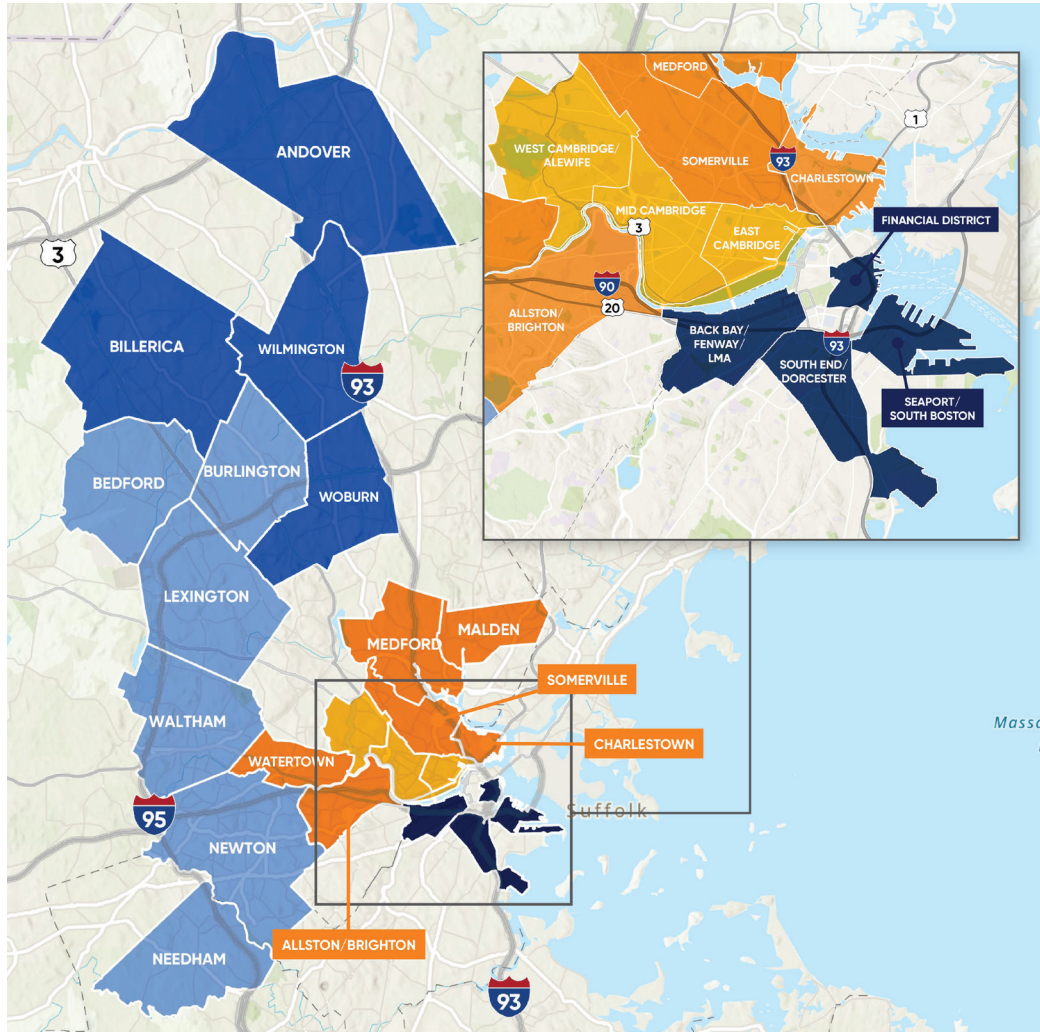 ANDOVER
3
BILLERICA
WILMINGTON
93
BEDFORD
BURLINGTON
WOBURN
LEXINGTON
MEDFORD
MALDEN
SOMERVILLE
WALTHAM
CHARLESTOWN
WATERTOWN
95
Suffolk
NEWTON
ALLSTON/BRIGHTON
NEEDHAM
93
Massa
MEDFORD
1
WEST CAMBRIDGE/
ALEWIFE
SOMERVILLE
93
CHARLESTOWN
MID CAMBRIDGE
3
FINANCIAL DISTRICT
EAST
CAMBRIDGE
90
20
ALLSTON/
BRIGHTON
BACK BAY/
FENWAY/
LMA
93
SOUTH END/
DORCESTER
SEAPORT/
SOUTH BOSTON